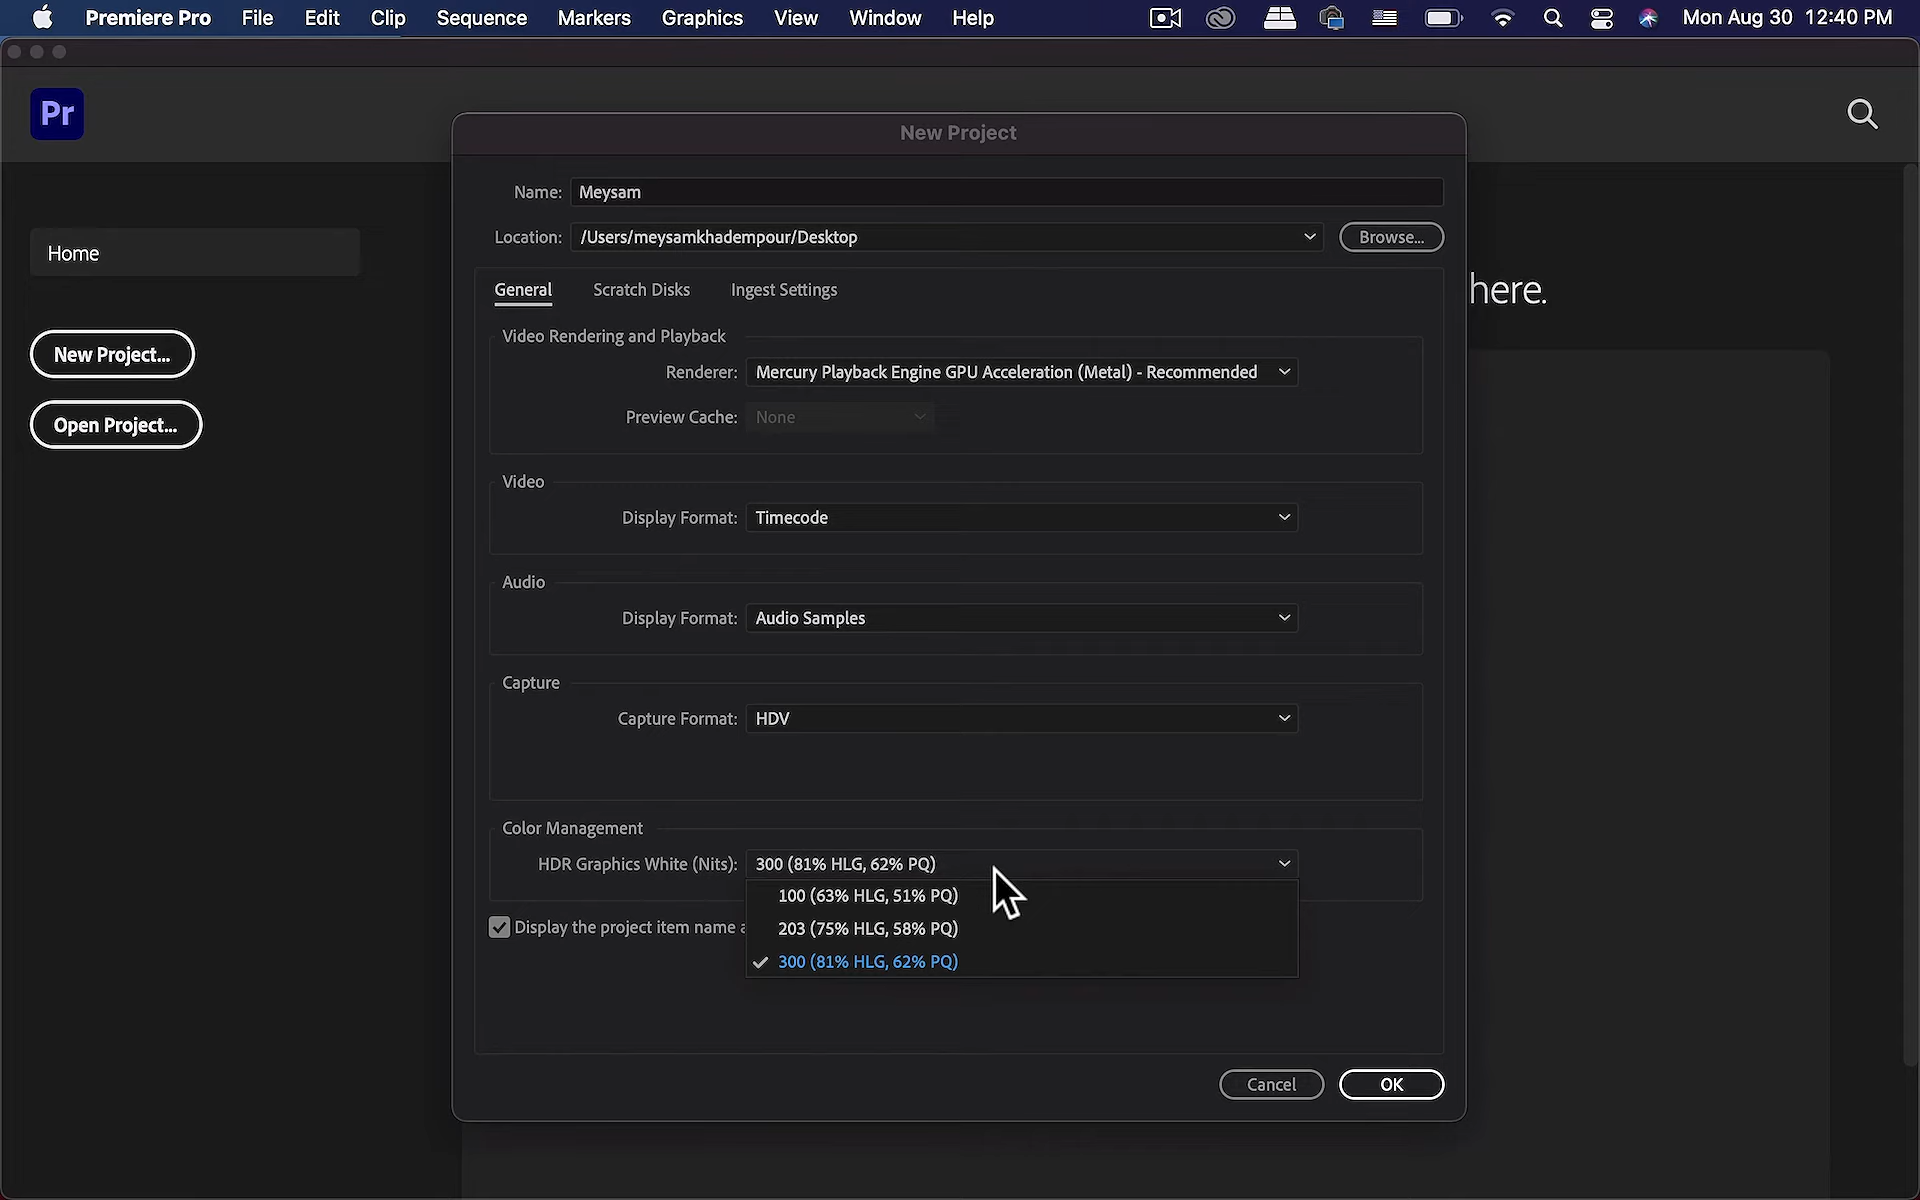 Premiere Pro File Edit Clip Sequence Markers Graphics View Window Help Mon Aug 30 12:40 PM
Pr
New Project
Name: Meysam
Location: /Users/meysamkhadempour/Desktop Browse...
Home
General Scratch Disks Ingest Settings
here.
Video Rendering and Playback
New Project...
Renderer: Mercury Playback Engine GPU Acceleration (Metal) - Recommended
Open Project...
Preview Cache: None
Video
Display Format: Timecode
Audio
Display Format: Audio Samples
Capture
Capture Format: HDV
Color Management
HDR Graphics White (Nits): 300 (81% HLG, 62% PQ)
100 (63% HLG, 51% PQ)
203 (75% HLG, 58% PQ)
300 (81% HLG, 62% PQ)
Display the project item name a
Cancel OK